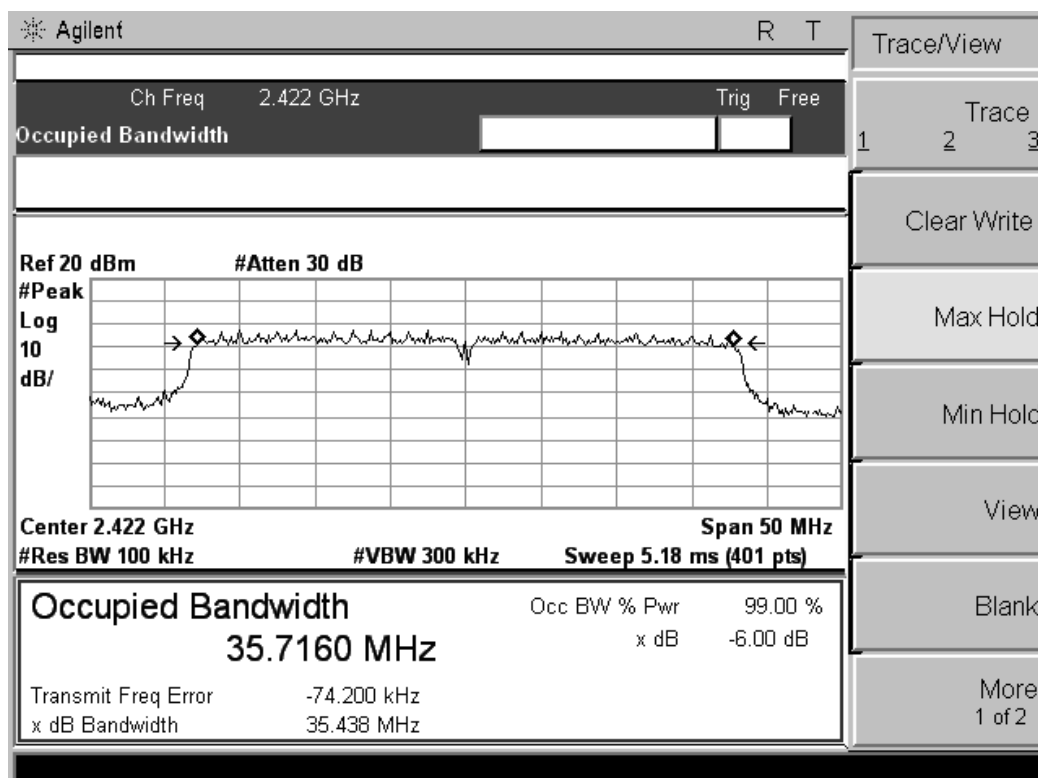 Agilent R T
Ch Freq 2.422 GHz Trig Free
Occupied Bandwidth
Ref 20 dBm #Atten 30 dB
#Peak
Log
10
dB/
Center 2.422 GHz Span 50 MHz
#Res BW 100 kHz #VBW 300 kHz Sweep 5.18 ms (401 pts)
Occupied Bandwidth Occ BW % Pwr 99.00 %
35.7160 MHz x dB -6.00 dB
Transmit Freq Error -74.200 kHz
x dB Bandwidth 35.438 MHz
Trace/View
Trace
1 2 3
Clear Write
Max Hold
Min Hold
View
Blank
More
1 of 2